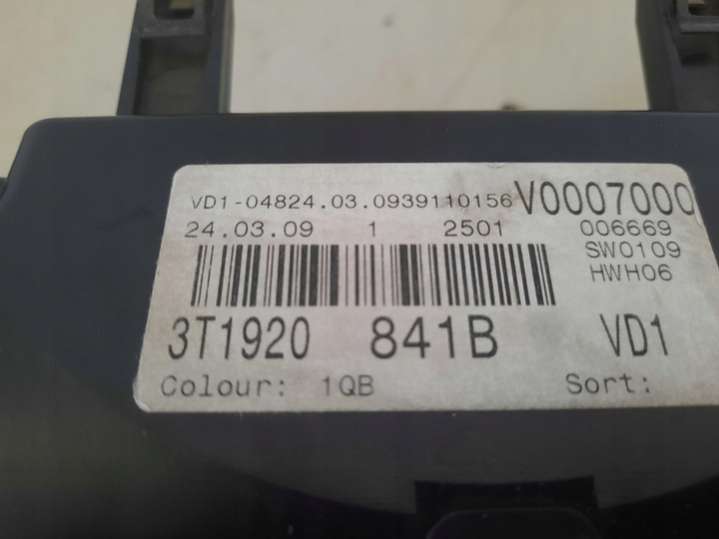 VD1-04824.03.0939110156 V0007000
24.03.09 1 2501 006669
SW0109
HWH06
3T1920 841B VD1
Colour: 1QB Sort: